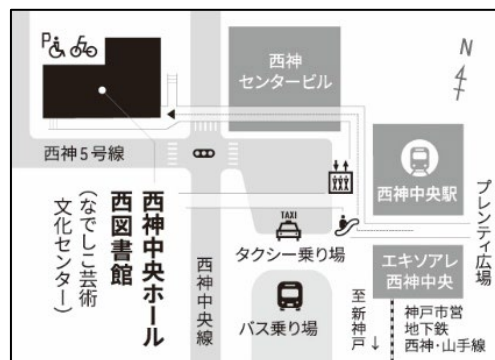 P
西神
センタービル
N
西神5号線
西神中央駅
プレンティ広場
西神中央ホール
西図書館
（なでしこ芸術
文化センター）
TAXI
タクシー乗り場
エキソアレ
西神中央
西神中央線
バス乗り場
至新神戸↓
神戸市営
地下鉄
西神・山手線